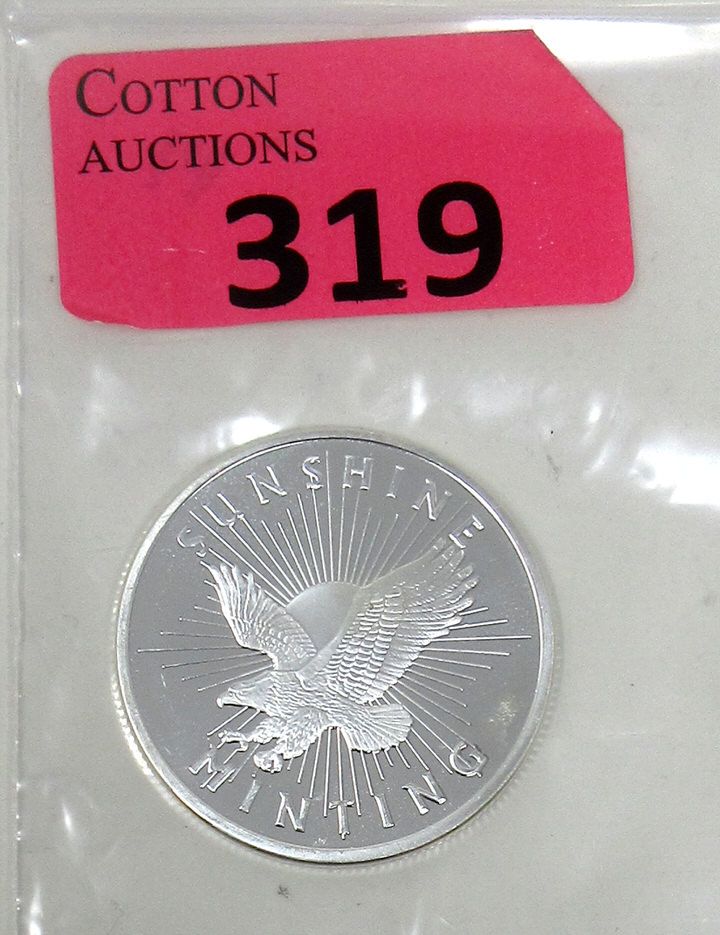 COTTON
AUCTIONS
319
SUNSHINE
MINTING